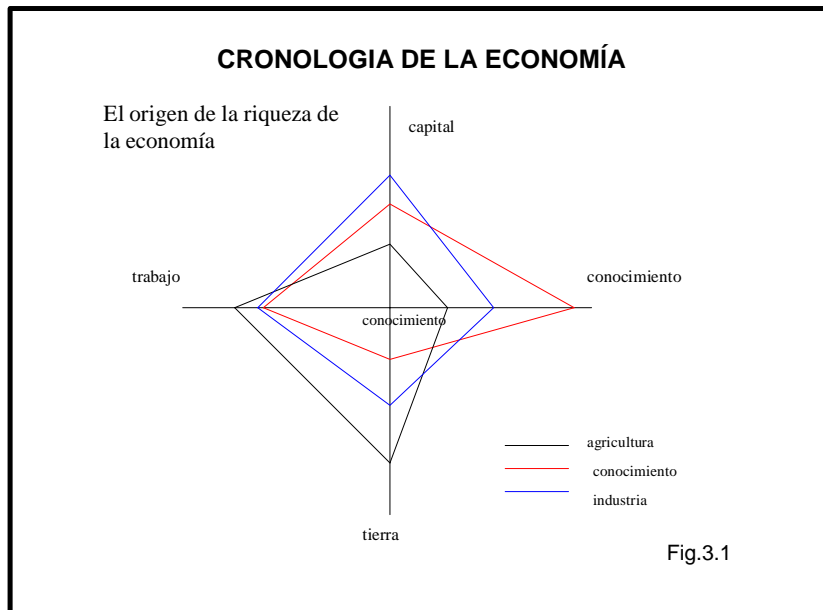 CRONOLOGIA DE LA ECONOMÍA
El origen de la riqueza de
la economía
capital
trabajo
conocimiento
conocimiento
agricultura
conocimiento
industria
tierra
Fig.3.1